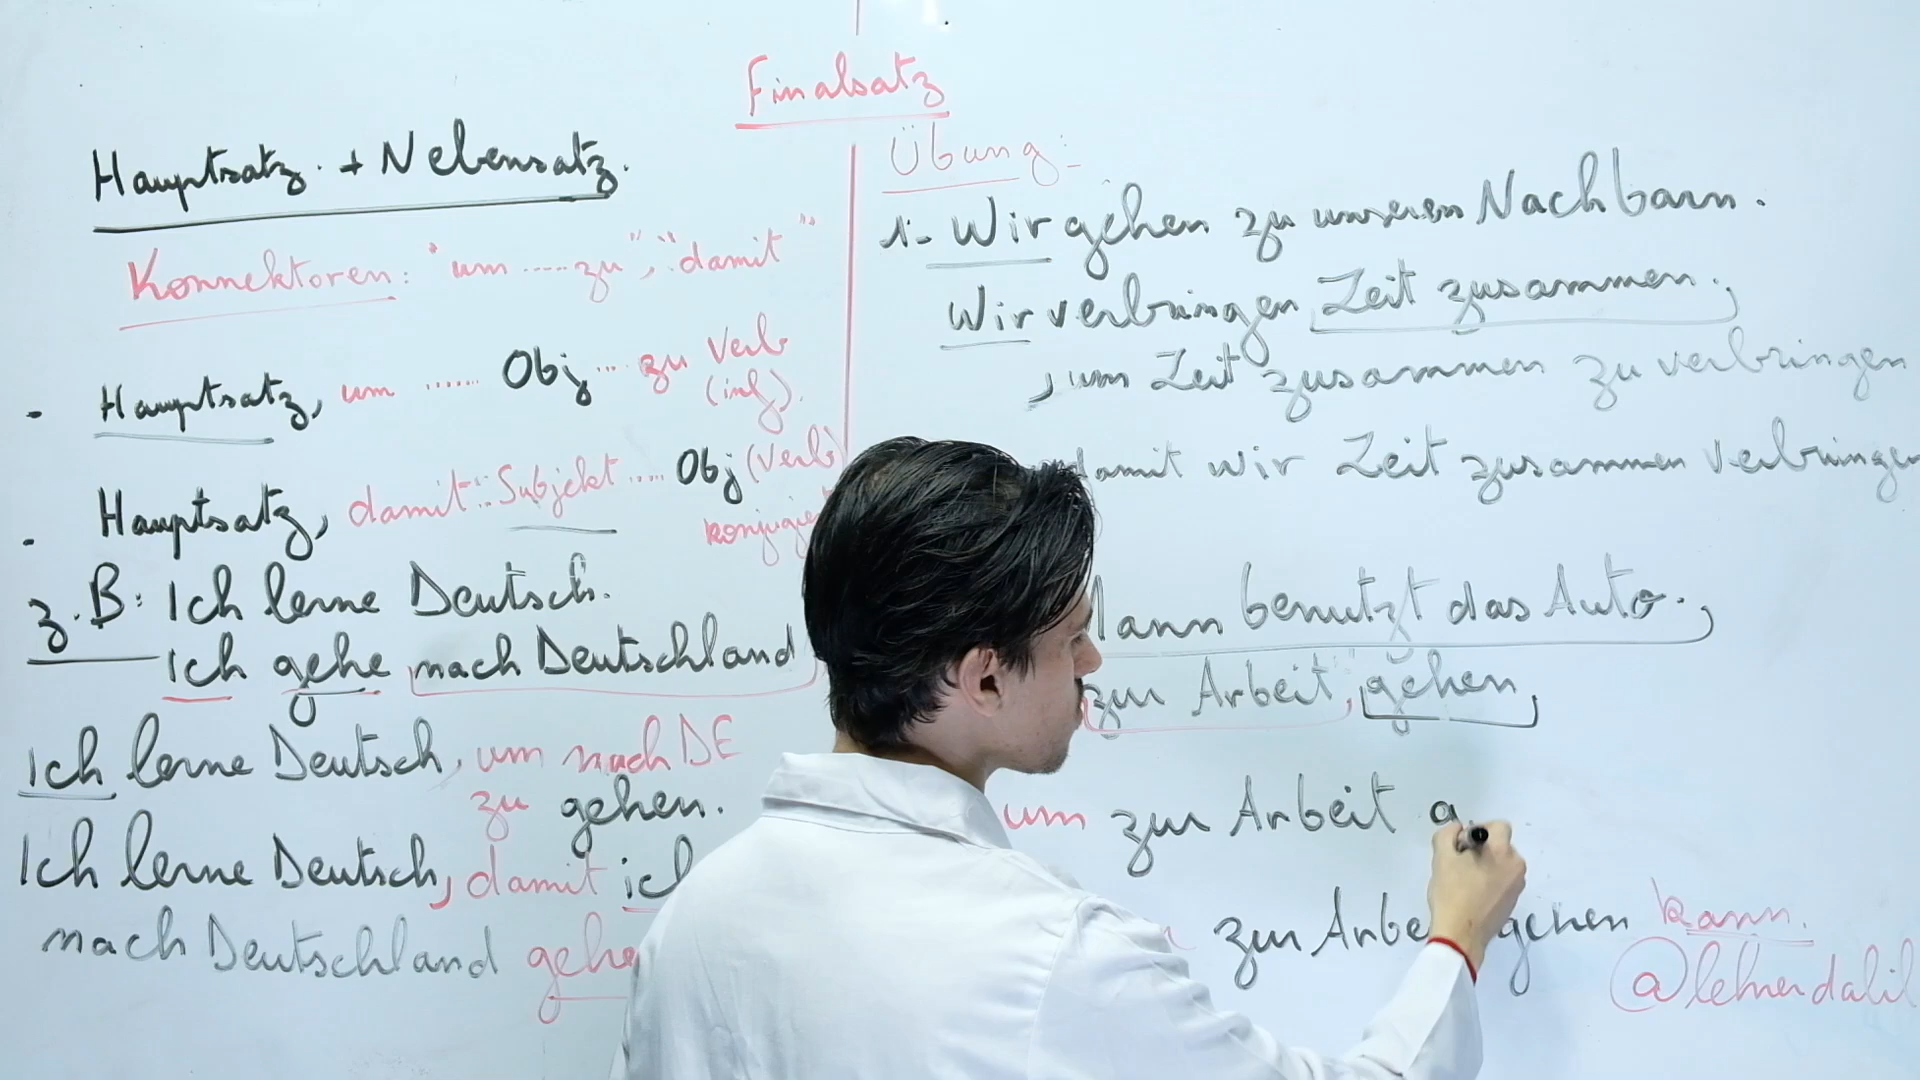 Finalsatz
Hauptsatz. + Nebensatz.
Konnektoren: "um ..... zu", "damit"
- Hauptsatz, um ...... Obj... zu Verb
(inf).
- Hauptsatz, damit... Subjekt .... Obj (Verb)
z.B: Ich lerne Deutsch.
Ich gehe nach Deutschland
Ich lerne Deutsch, um nach DE
zu gehen.
Ich lerne Deutsch, damit
nach Deutschland gehe
Übung:
1- Wir gehen zu unseren Nachbarn.
Wir verbringen Zeit zusammen.
, um Zeit zusammen zu verbringen
damit wir Zeit zusammen verbringen
benutzt das Auto.
zur Arbeit gehen
um zur Arbeit
zur gehen kann.
@lehrerdalil